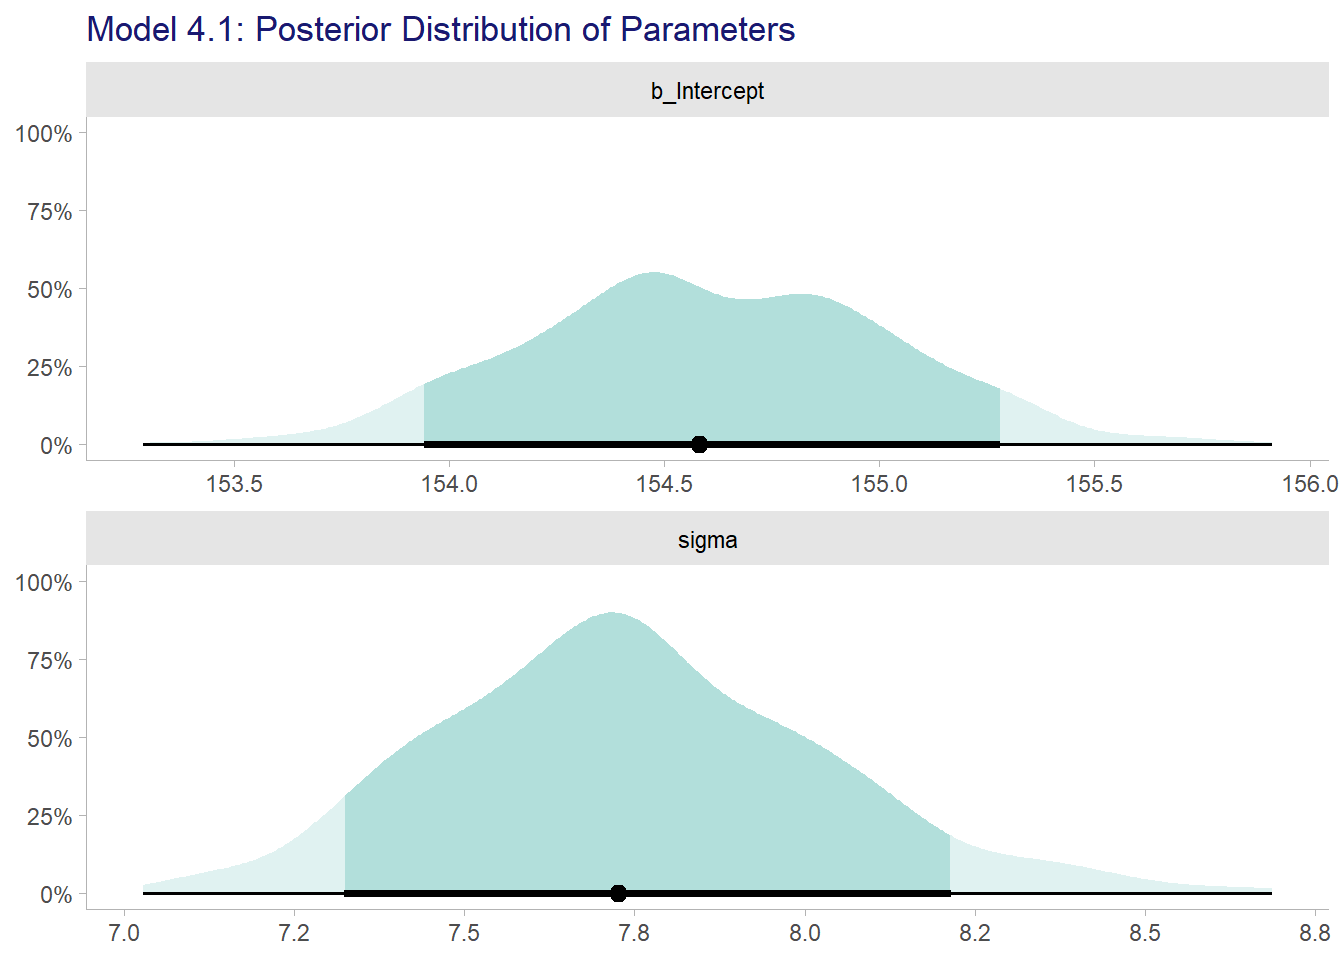 Model 4.1: Posterior Distribution of Parameters
b_Intercept
100%
75%
50%
25%
0%
153.5 154.0 154.5 155.0 155.5 156.0
sigma
100%
75%
50%
25%
0%
7.0 7.2 7.5 7.8 8.0 8.2 8.5 8.8